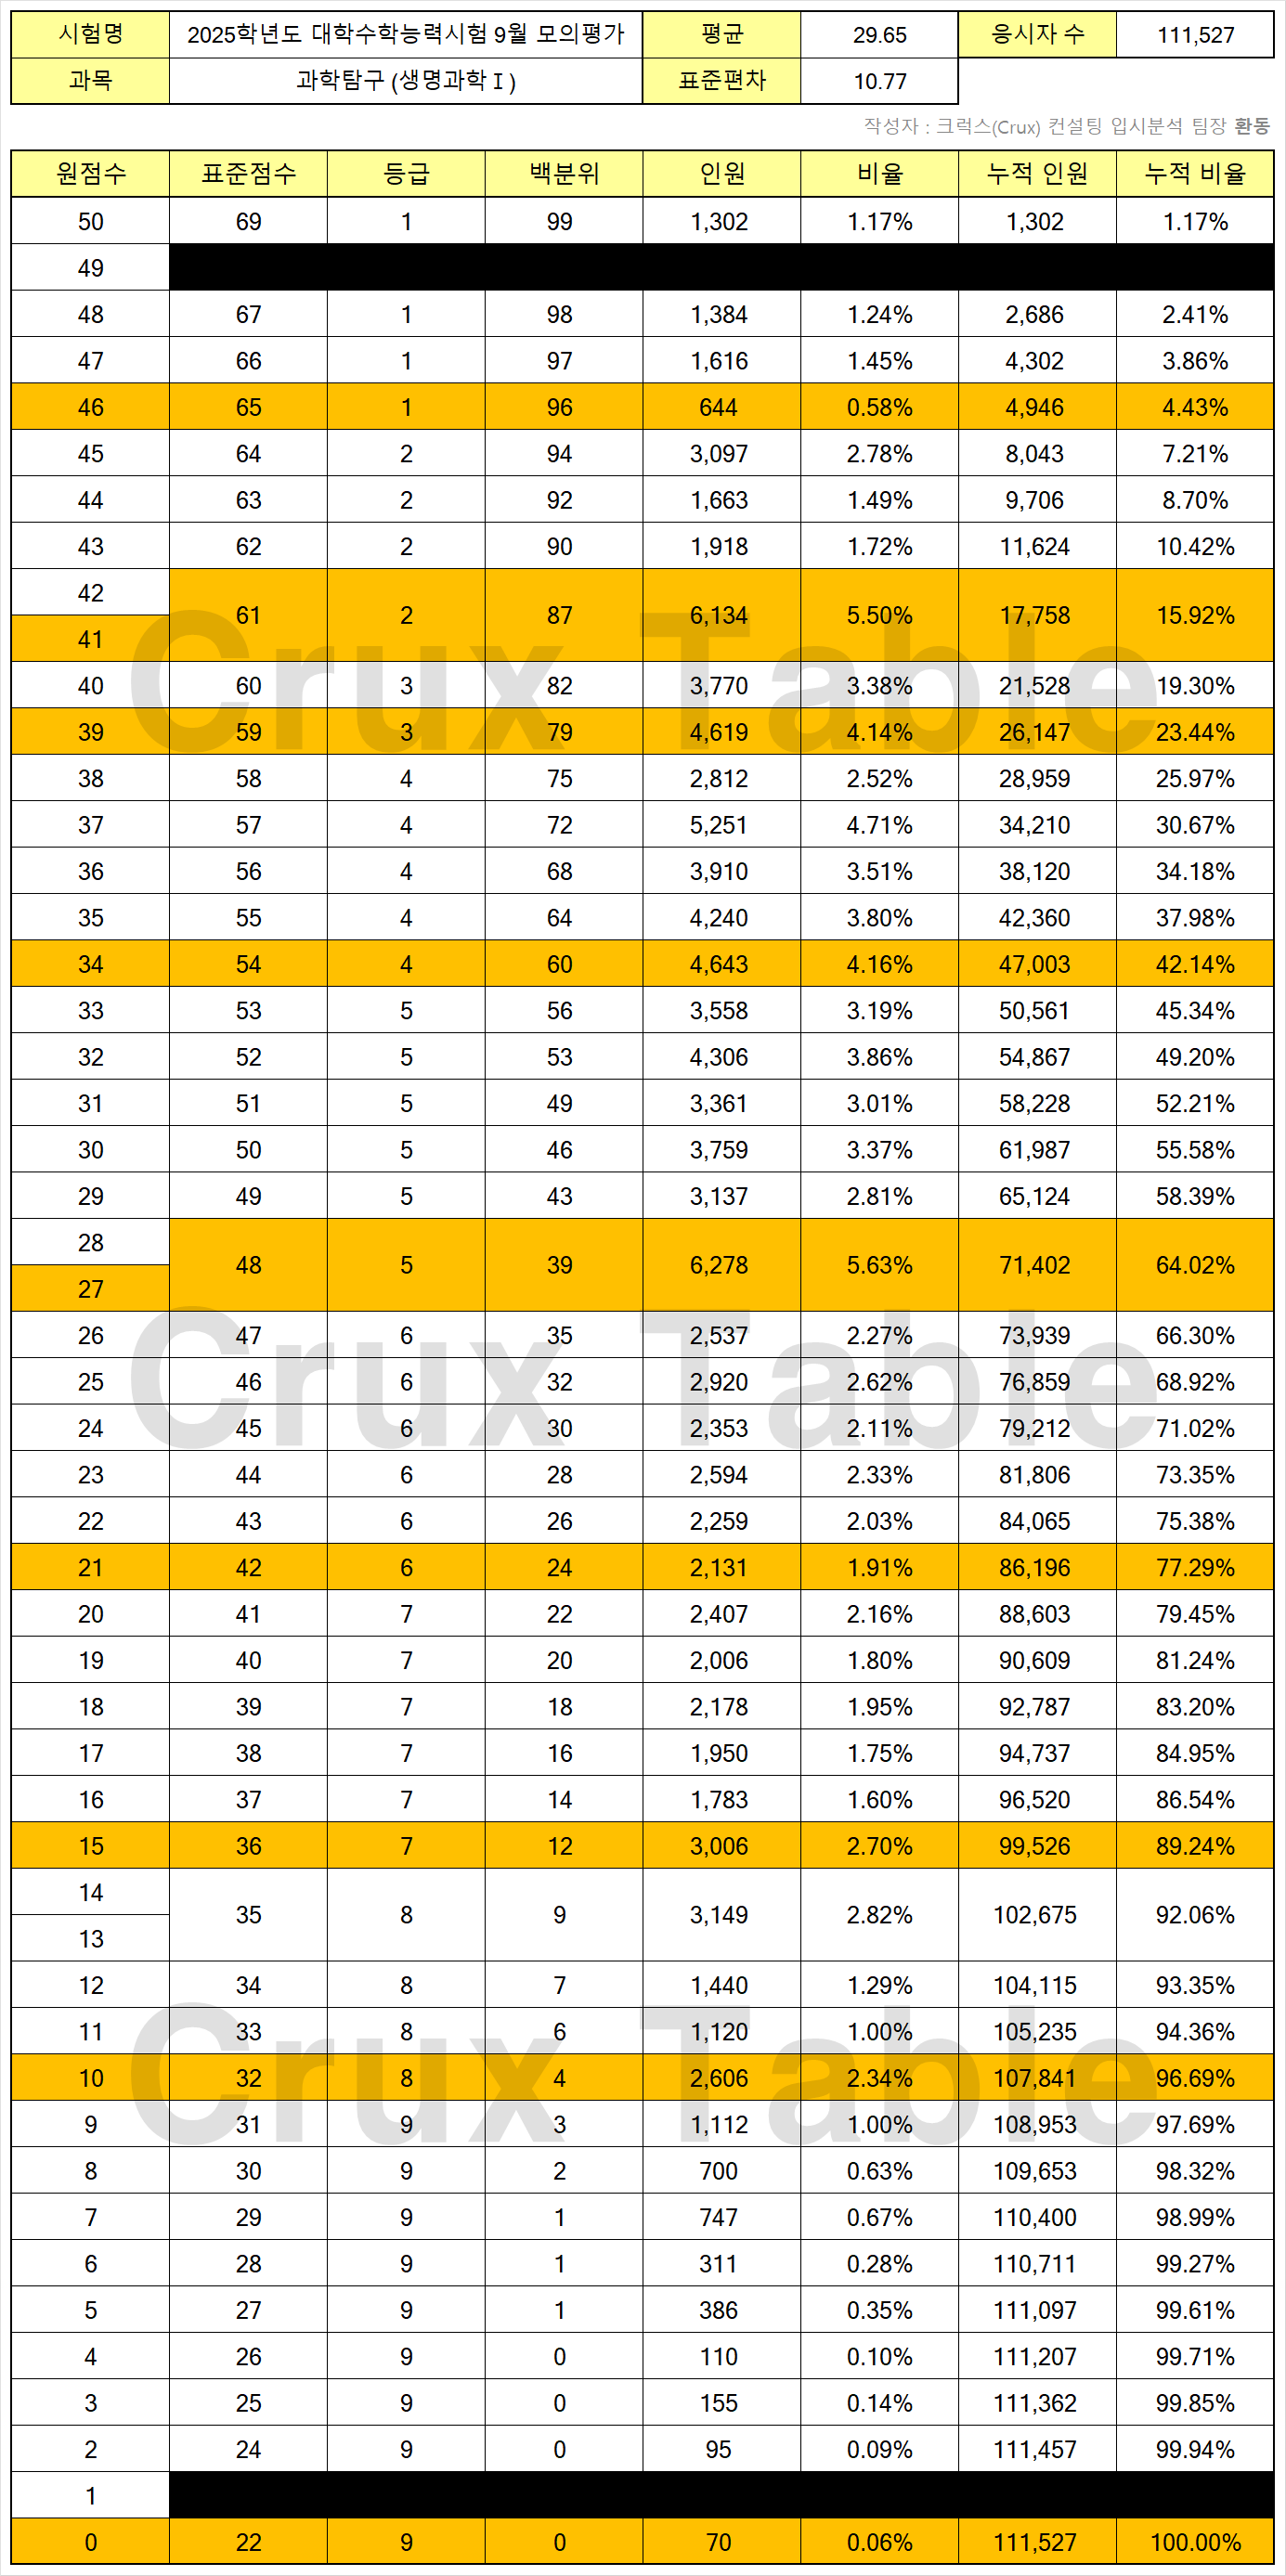 시험명 2025학년도 대학수학능력시험 9월 모의평가 평균 29.65 응시자 수 111,527
과목 과학탐구 (생명과학 I) 표준편차 10.77
작성자 : 크럭스(Crux) 컨설팅 입시분석 팀장 환동
원점수 표준점수 등급 백분위 인원 비율 누적 인원 누적 비율
50 69 1 99 1,302 1.17% 1,302 1.17%
49
48 67 1 98 1,384 1.24% 2,686 2.41%
47 66 1 97 1,616 1.45% 4,302 3.86%
46 65 1 96 644 0.58% 4,946 4.43%
45 64 2 94 3,097 2.78% 8,043 7.21%
44 63 2 92 1,663 1.49% 9,706 8.70%
43 62 2 90 1,918 1.72% 11,624 10.42%
42
61 2 87 6,134 5.50% 17,758 15.92%
41
Crux Table
40 60 3 82 3,770 3.38% 21,528 19.30%
39 59 3 79 4,619 4.14% 26,147 23.44%
38 58 4 75 2,812 2.52% 28,959 25.97%
37 57 4 72 5,251 4.71% 34,210 30.67%
36 56 4 68 3,910 3.51% 38,120 34.18%
35 55 4 64 4,240 3.80% 42,360 37.98%
34 54 4 60 4,643 4.16% 47,003 42.14%
33 53 5 56 3,558 3.19% 50,561 45.34%
32 52 5 53 4,306 3.86% 54,867 49.20%
31 51 5 49 3,361 3.01% 58,228 52.21%
30 50 5 46 3,759 3.37% 61,987 55.58%
29 49 5 43 3,137 2.81% 65,124 58.39%
28
48 5 39 6,278 5.63% 71,402 64.02%
27
26 47 6 35 2,537 2.27% 73,939 66.30%
Crux Table
25 46 6 32 2,920 2.62% 76,859 68.92%
24 45 6 30 2,353 2.11% 79,212 71.02%
23 44 6 28 2,594 2.33% 81,806 73.35%
22 43 6 26 2,259 2.03% 84,065 75.38%
21 42 6 24 2,131 1.91% 86,196 77.29%
20 41 7 22 2,407 2.16% 88,603 79.45%
19 40 7 20 2,006 1.80% 90,609 81.24%
18 39 7 18 2,178 1.95% 92,787 83.20%
17 38 7 16 1,950 1.75% 94,737 84.95%
16 37 7 14 1,783 1.60% 96,520 86.54%
15 36 7 12 3,006 2.70% 99,526 89.24%
14
35 8 9 3,149 2.82% 102,675 92.06%
13
12 34 8 7 1,440 1.29% 104,115 93.35%
11 33 8 6 1,120 1.00% 105,235 94.36%
Crux Table
10 32 8 4 2,606 2.34% 107,841 96.69%
9 31 9 3 1,112 1.00% 108,953 97.69%
8 30 9 2 700 0.63% 109,653 98.32%
7 29 9 1 747 0.67% 110,400 98.99%
6 28 9 1 311 0.28% 110,711 99.27%
5 27 9 1 386 0.35% 111,097 99.61%
4 26 9 0 110 0.10% 111,207 99.71%
3 25 9 0 155 0.14% 111,362 99.85%
2 24 9 0 95 0.09% 111,457 99.94%
1
0 22 9 0 70 0.06% 111,527 100.00%